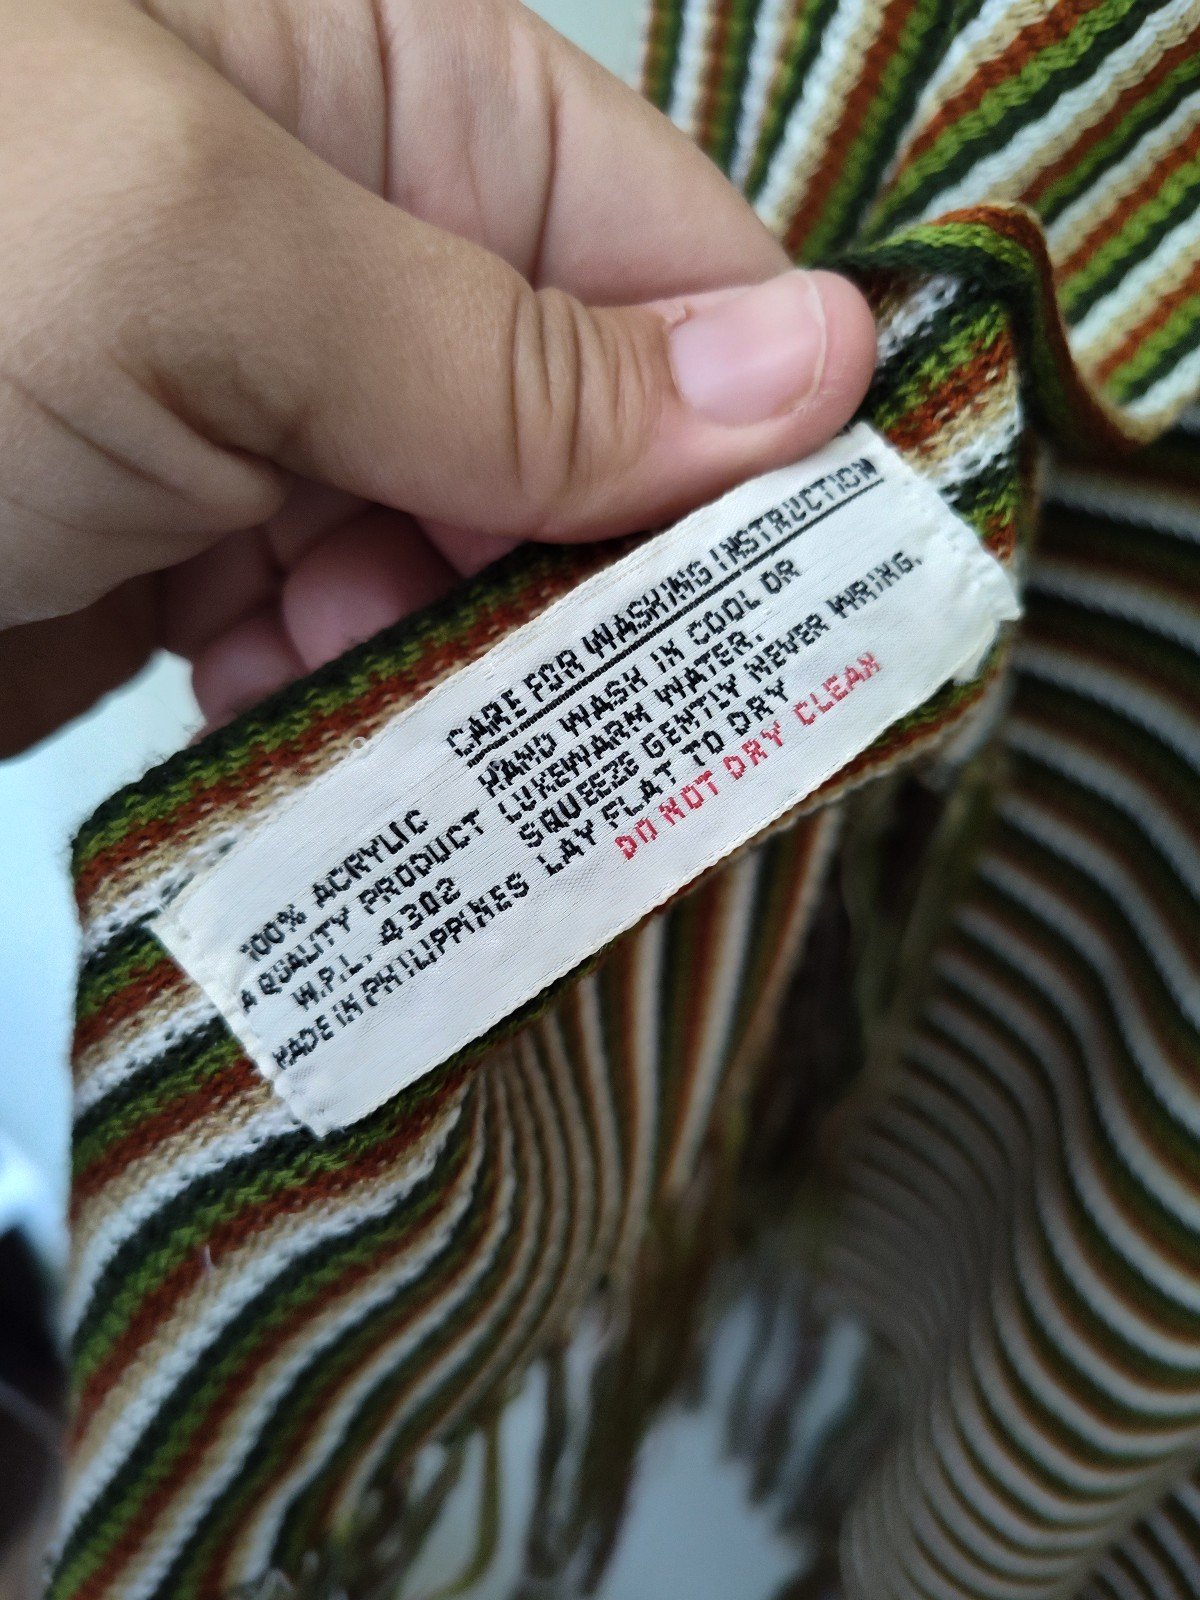 100% ACRYLIC
A QUALITY PRODUCT
W.P.L. 4302
MADE IN PHILIPPINES
CARE FOR WASHING INSTRUCTION
HAND WASH IN COOL OR
LUKEWARM WATER.
SQUEEZE GENTLY NEVER WRING.
LAY FLAT TO DRY
DO NOT DRY CLEAN